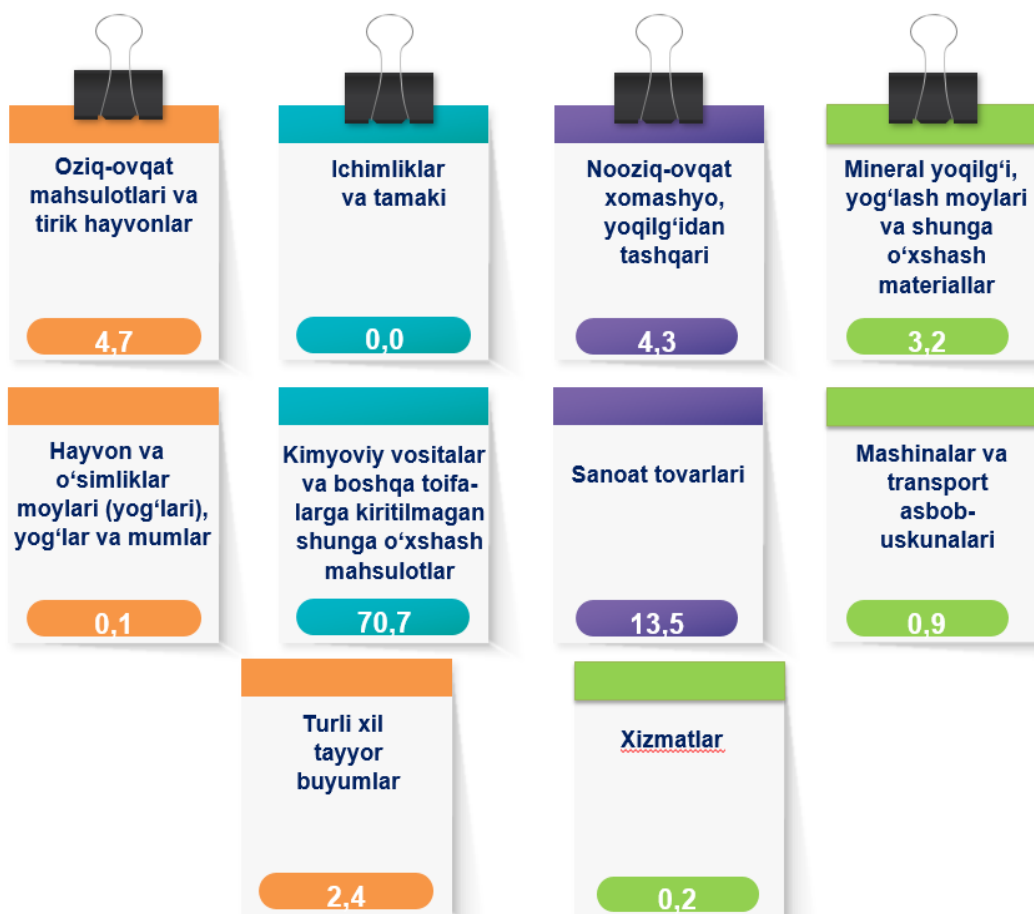 Oziq-ovqat
mahsulotlari va
tirik hayvonlar
4,7
Ichimliklar
va tamaki
0,0
Nooziq-ovqat
xomashyo,
yoqilg‘idan
tashqari
4,3
Mineral yoqilg‘i,
yog‘lash moylari
va shunga
o‘xshash
materiallar
3,2
Hayvon va
o‘simliklar
moylari (yog‘lari),
yog‘lar va mumlar
0,1
Kimyoviy vositalar
va boshqa toifa-
larga kiritilmagan
shunga o‘xshash
mahsulotlar
70,7
Sanoat tovarlari
13,5
Mashinalar va
transport
asbob-
uskunalari
0,9
Turli xil
tayyor
buyumlar
2,4
Xizmatlar
0,2